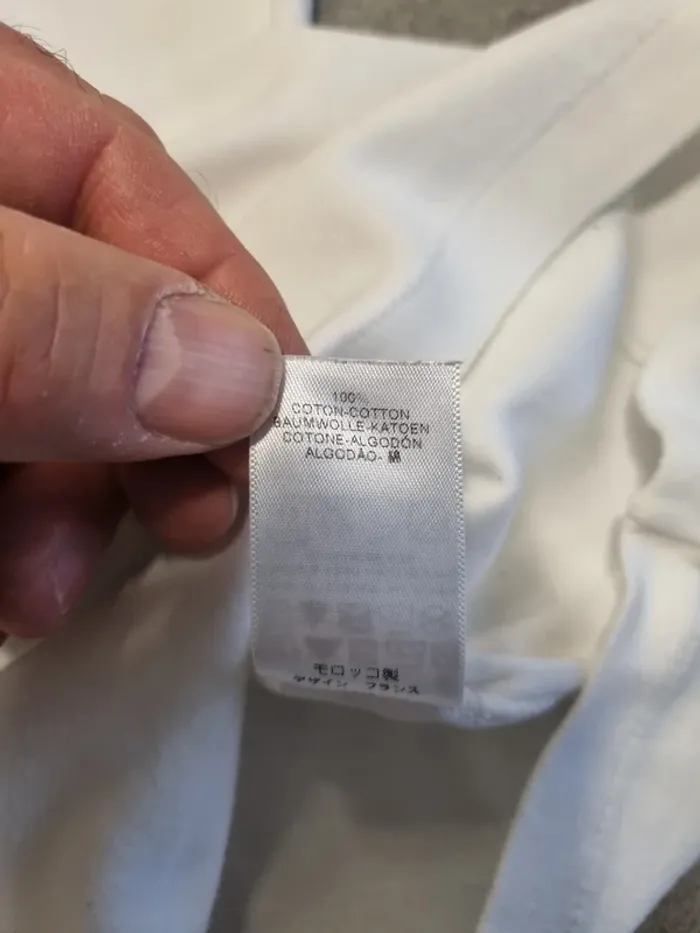 100%
COTON-COTTON
BAUMWOLLE-KATOEN
COTONE-ALGODÓN
ALGODÃO- 綿
モロッコ製
デザイン フランス